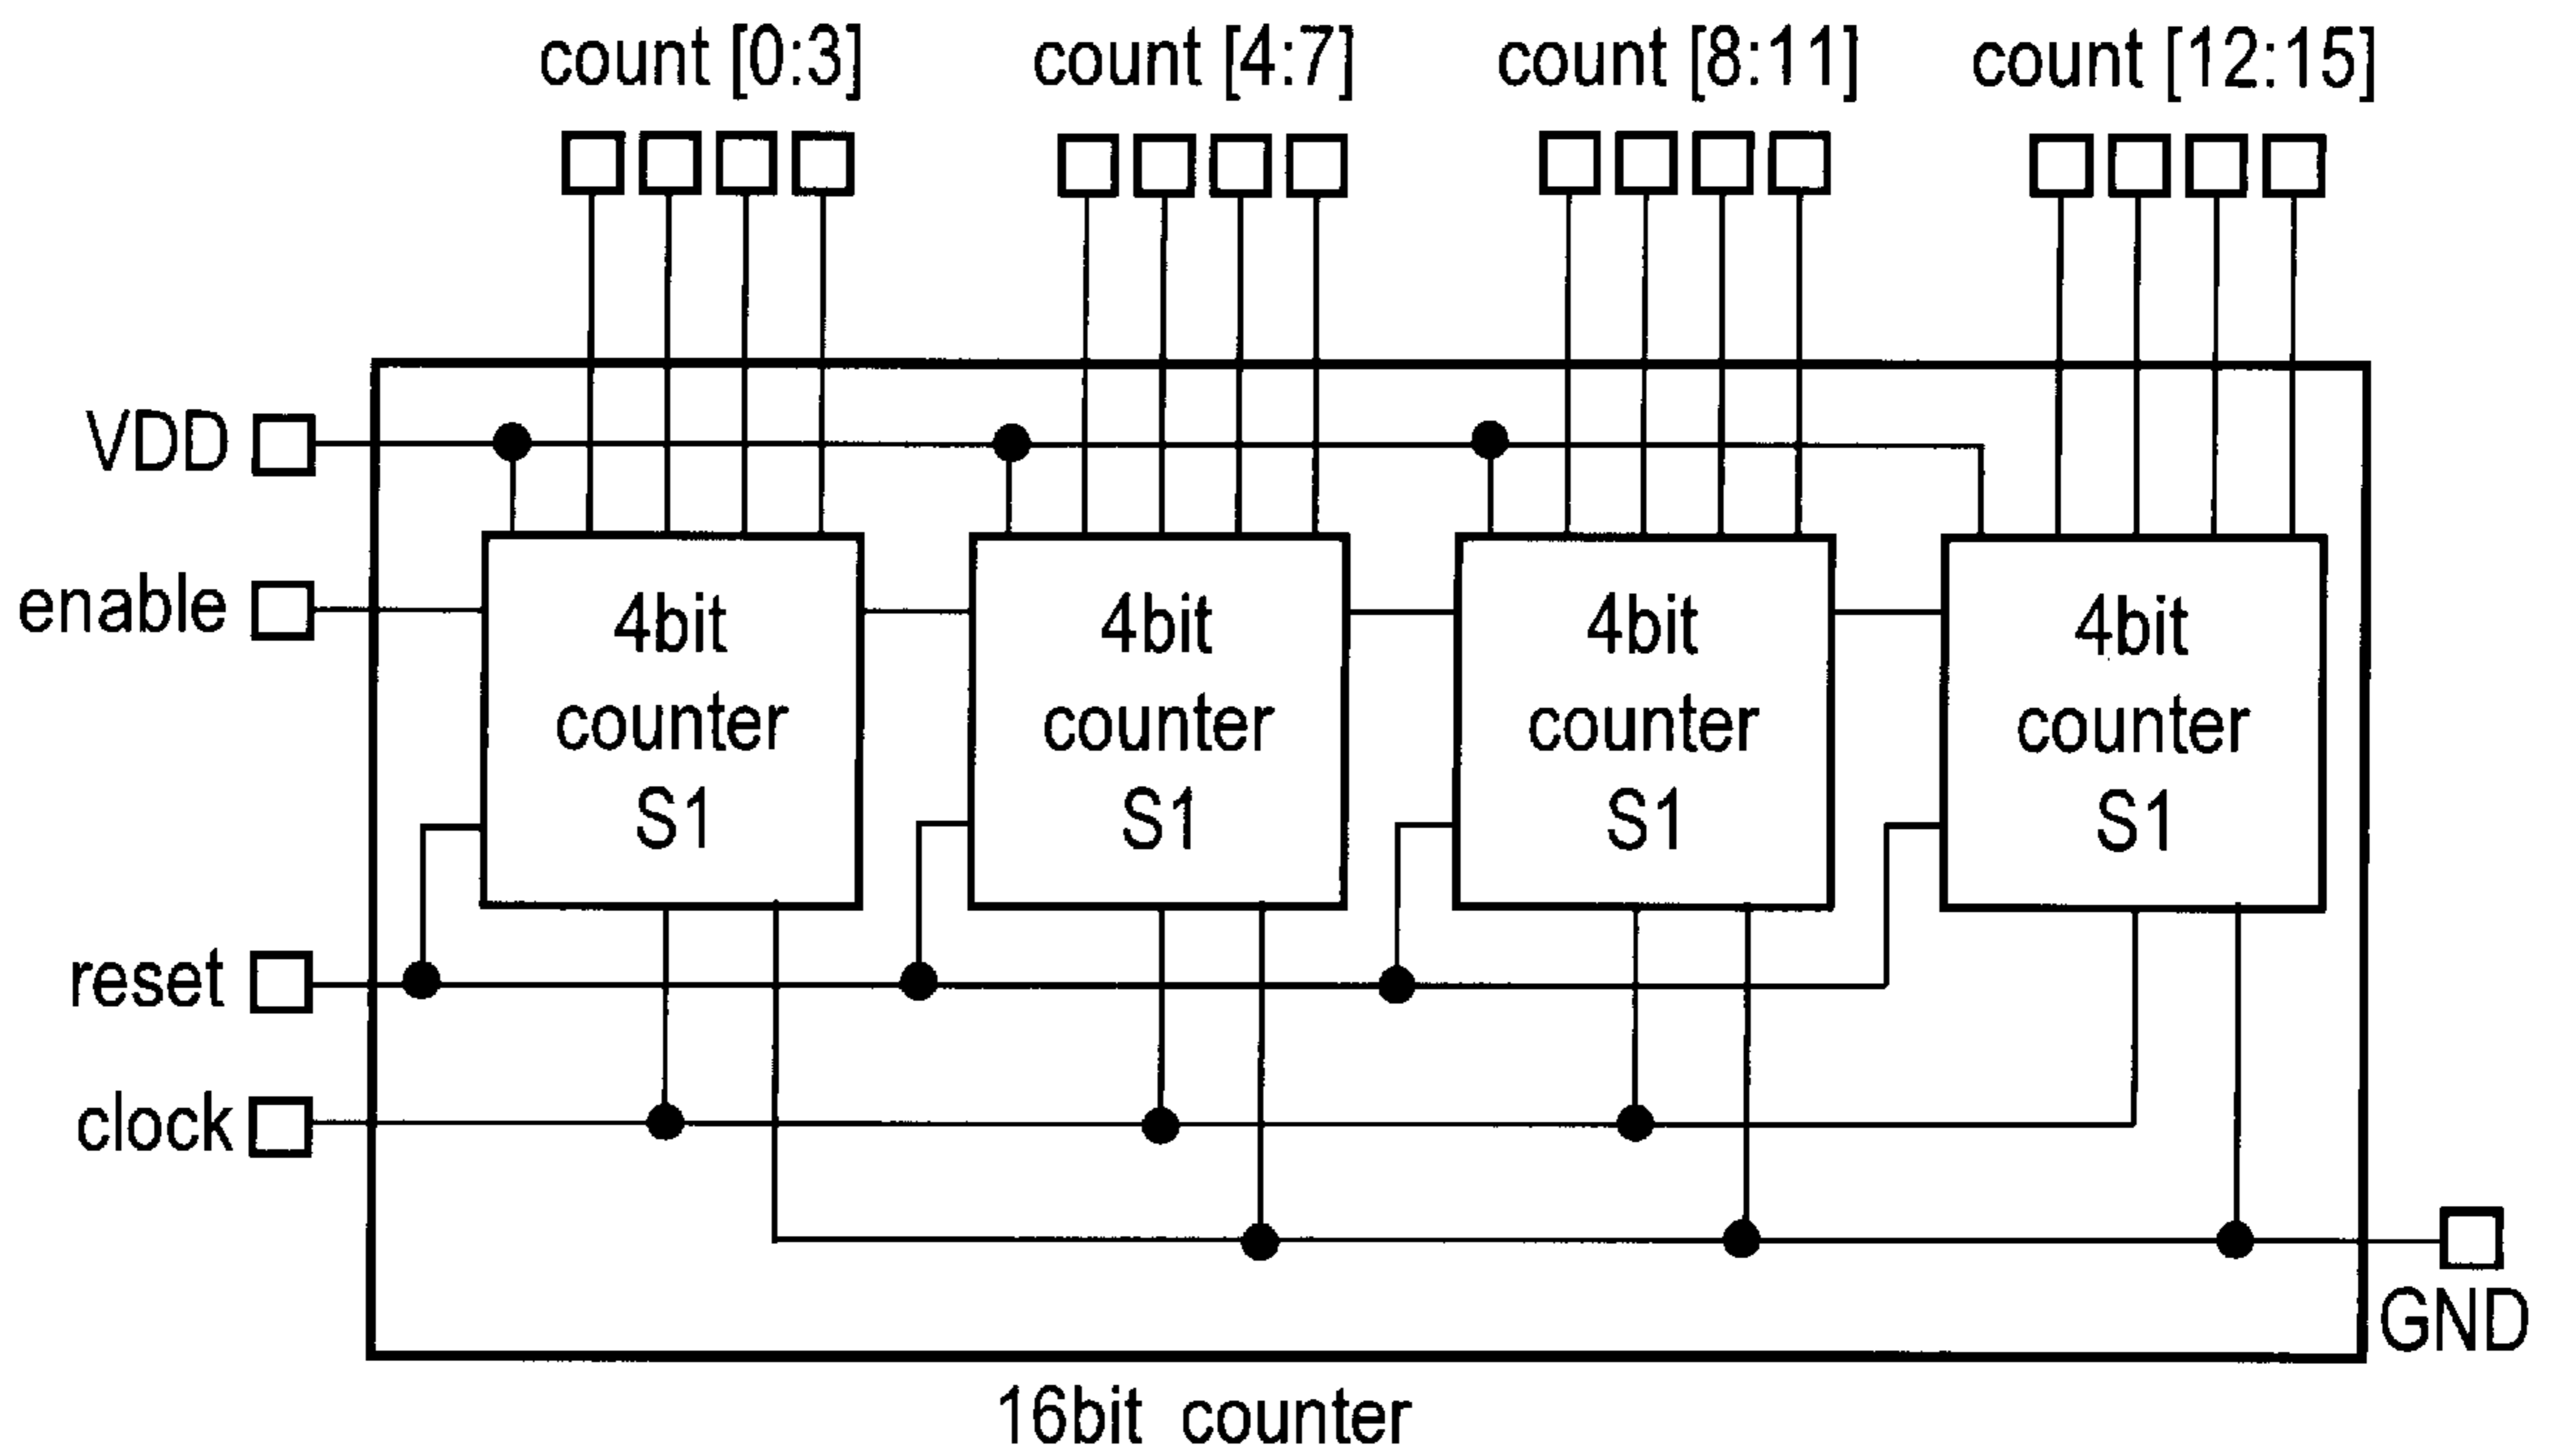 count [0:3] count [4:7] count [8:11] count [12:15]
VDD
enable
4bit
counter
S1
4bit
counter
S1
4bit
counter
S1
4bit
counter
S1
reset
clock
GND
16bit counter